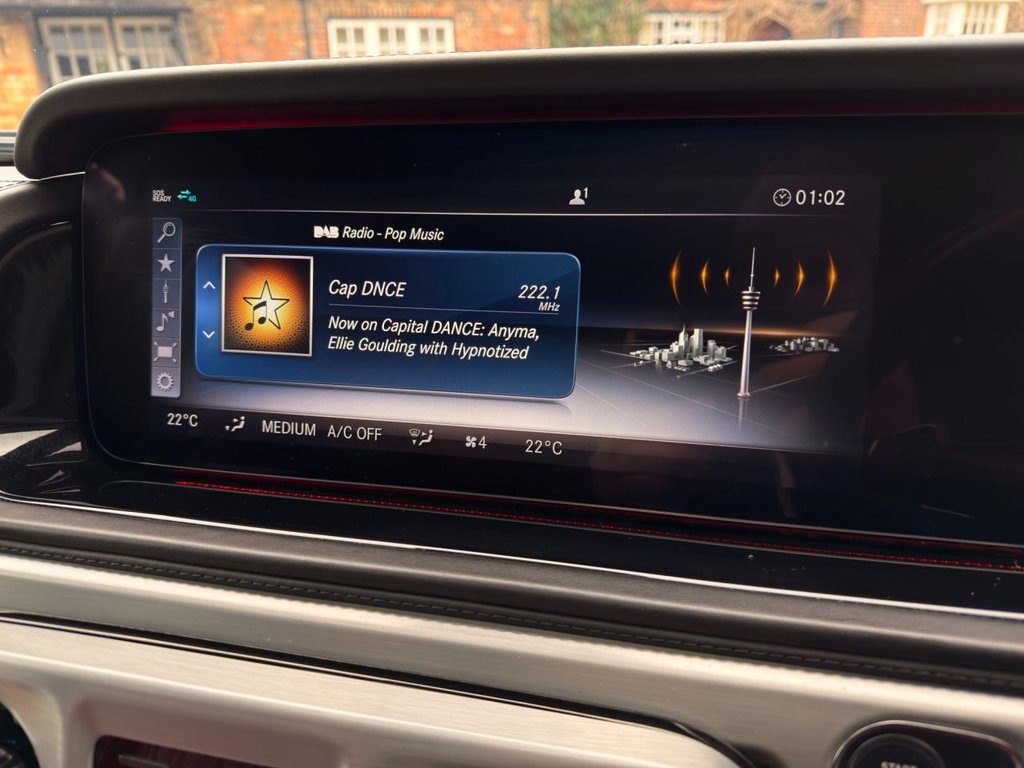 SOS
READY
4G
1
01:02
DAB Radio - Pop Music
Cap DNCE
222.1
MHz
Now on Capital DANCE: Anyma,
Ellie Goulding with Hypnotized
22°C MEDIUM A/C OFF 4 22°C
START